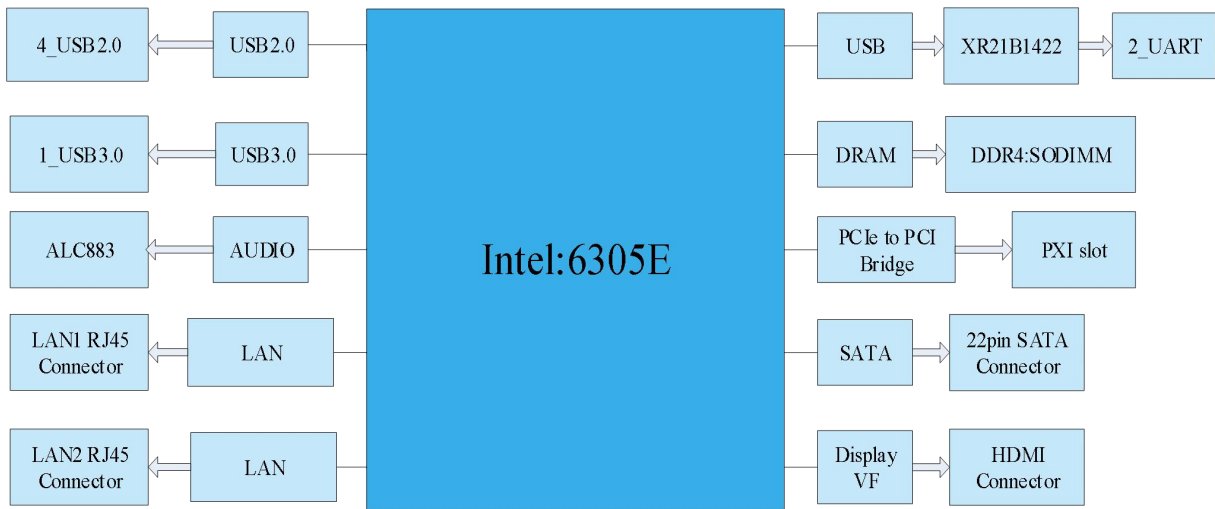 4_USB2.0
USB2.0
USB
XR21B1422
2_UART
1_USB3.0
USB3.0
DRAM
DDR4:SODIMM
ALC883
AUDIO
Intel:6305E
PCIe to PCI
Bridge
PXI slot
LAN1 RJ45
Connector
LAN
SATA
22pin SATA
Connector
LAN2 RJ45
Connector
LAN
Display
VF
HDMI
Connector